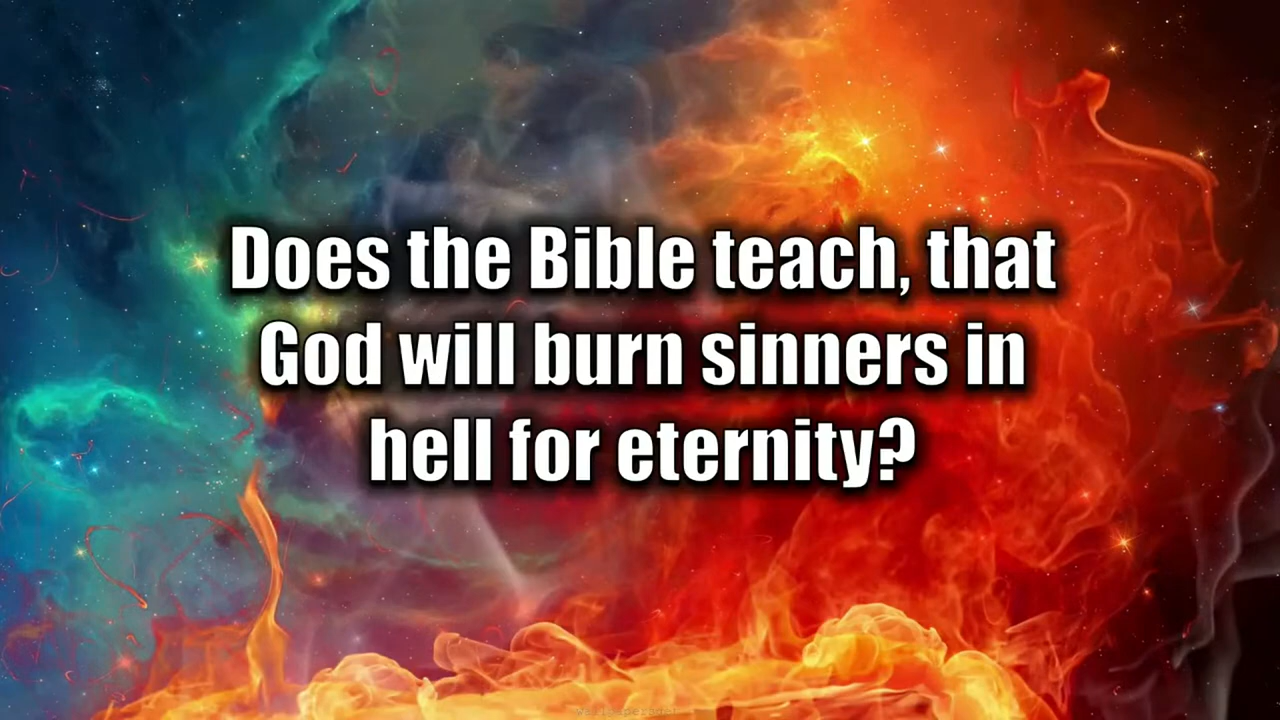 Does the Bible teach, that
God will burn sinners in
hell for eternity?